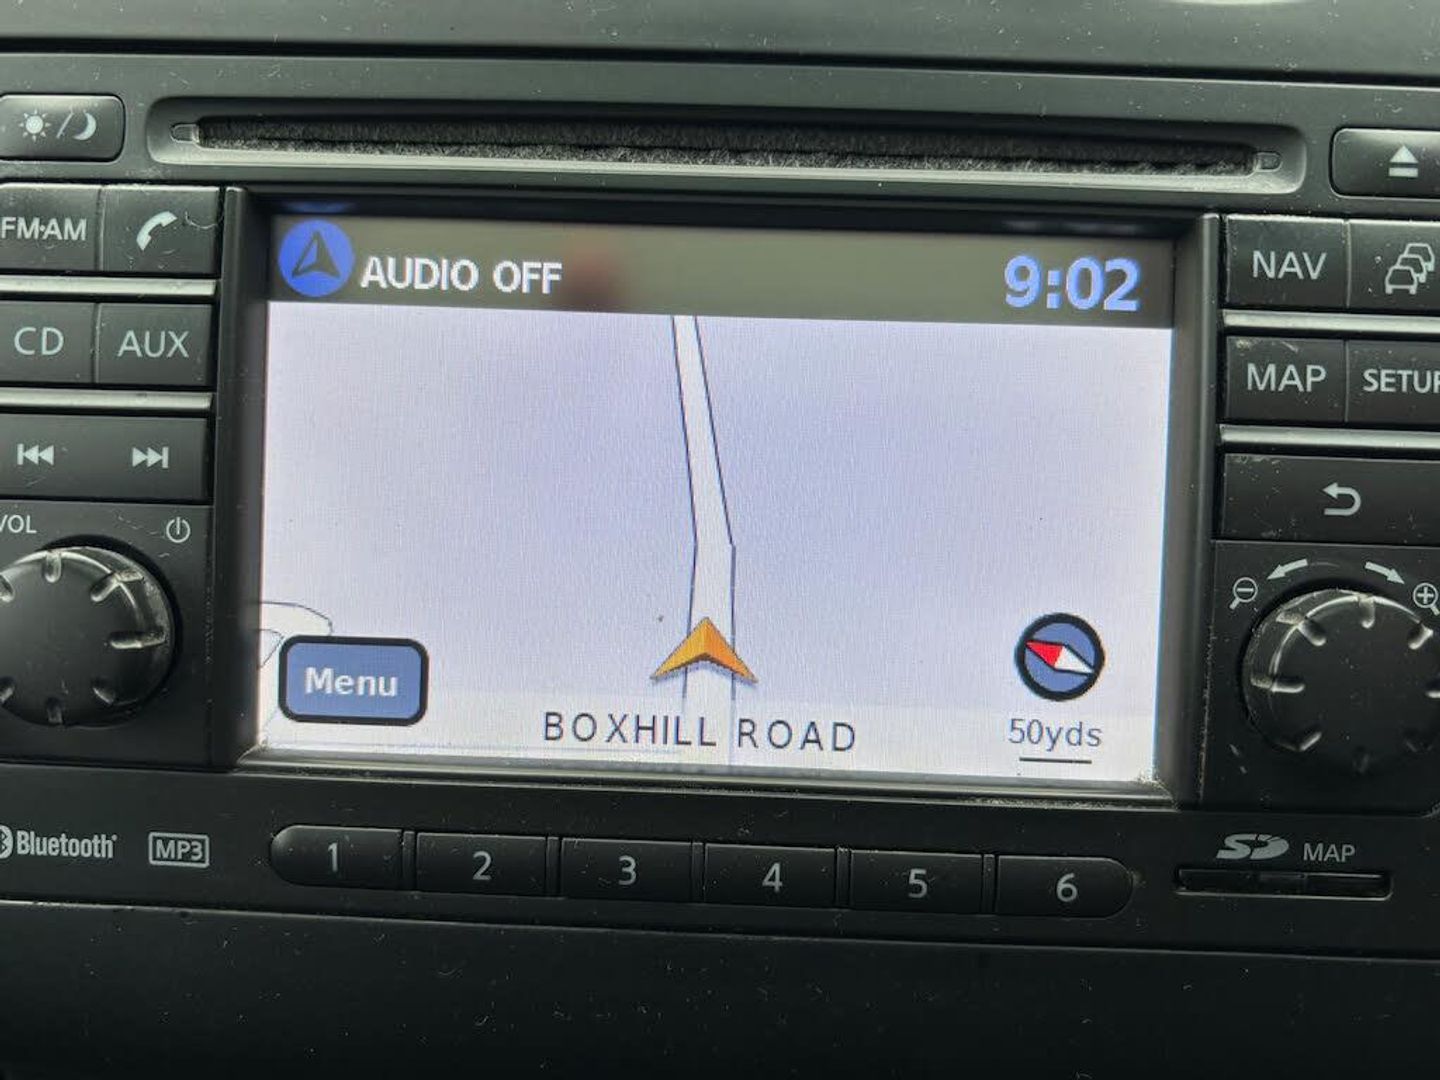 FM·AM
CD
AUX
VOL
AUDIO OFF
9:02
Menu
BOXHILL ROAD
50yds
NAV
MAP
SETUP
Bluetooth
MP3
1
2
3
4
5
6
SD
MAP